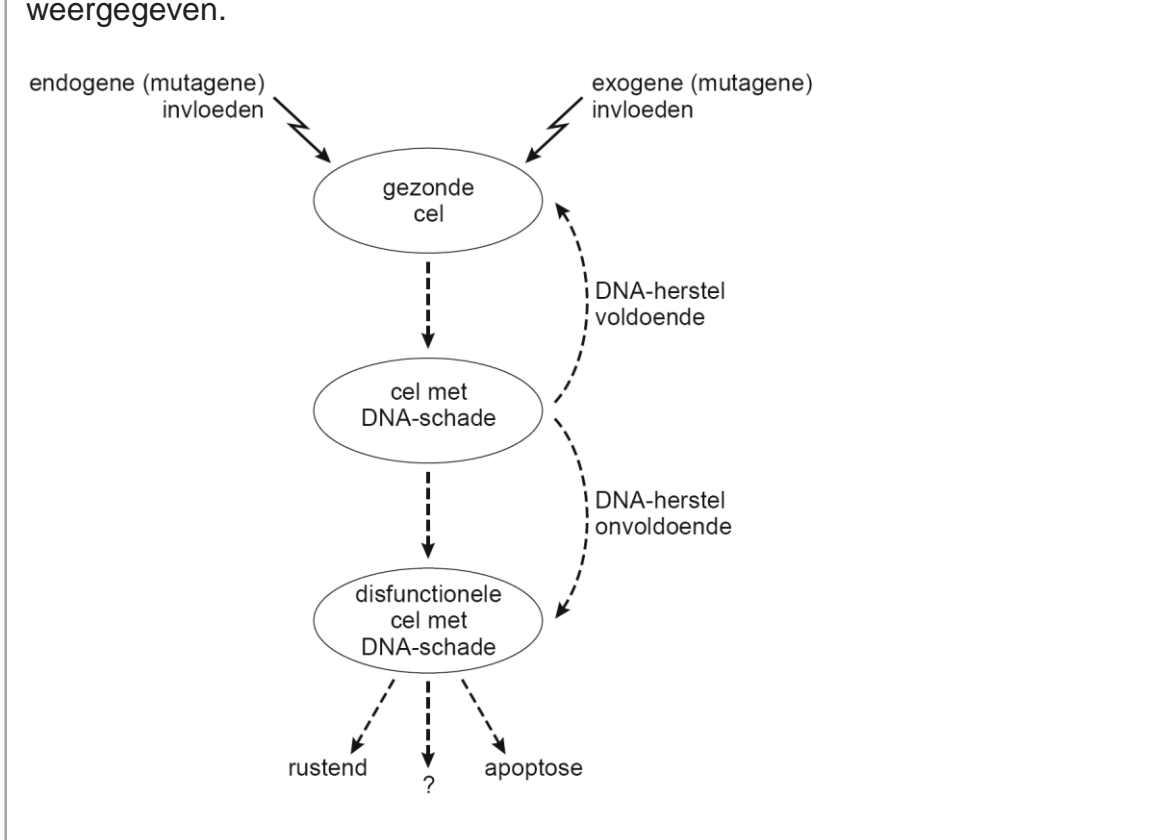 weergegeven.
endogene (mutagene)
invloeden
exogene (mutagene)
invloeden
gezonde
cel
DNA-herstel
voldoende
cel met
DNA-schade
DNA-herstel
onvoldoende
disfunctionele
cel met
DNA-schade
rustend
?
apoptose